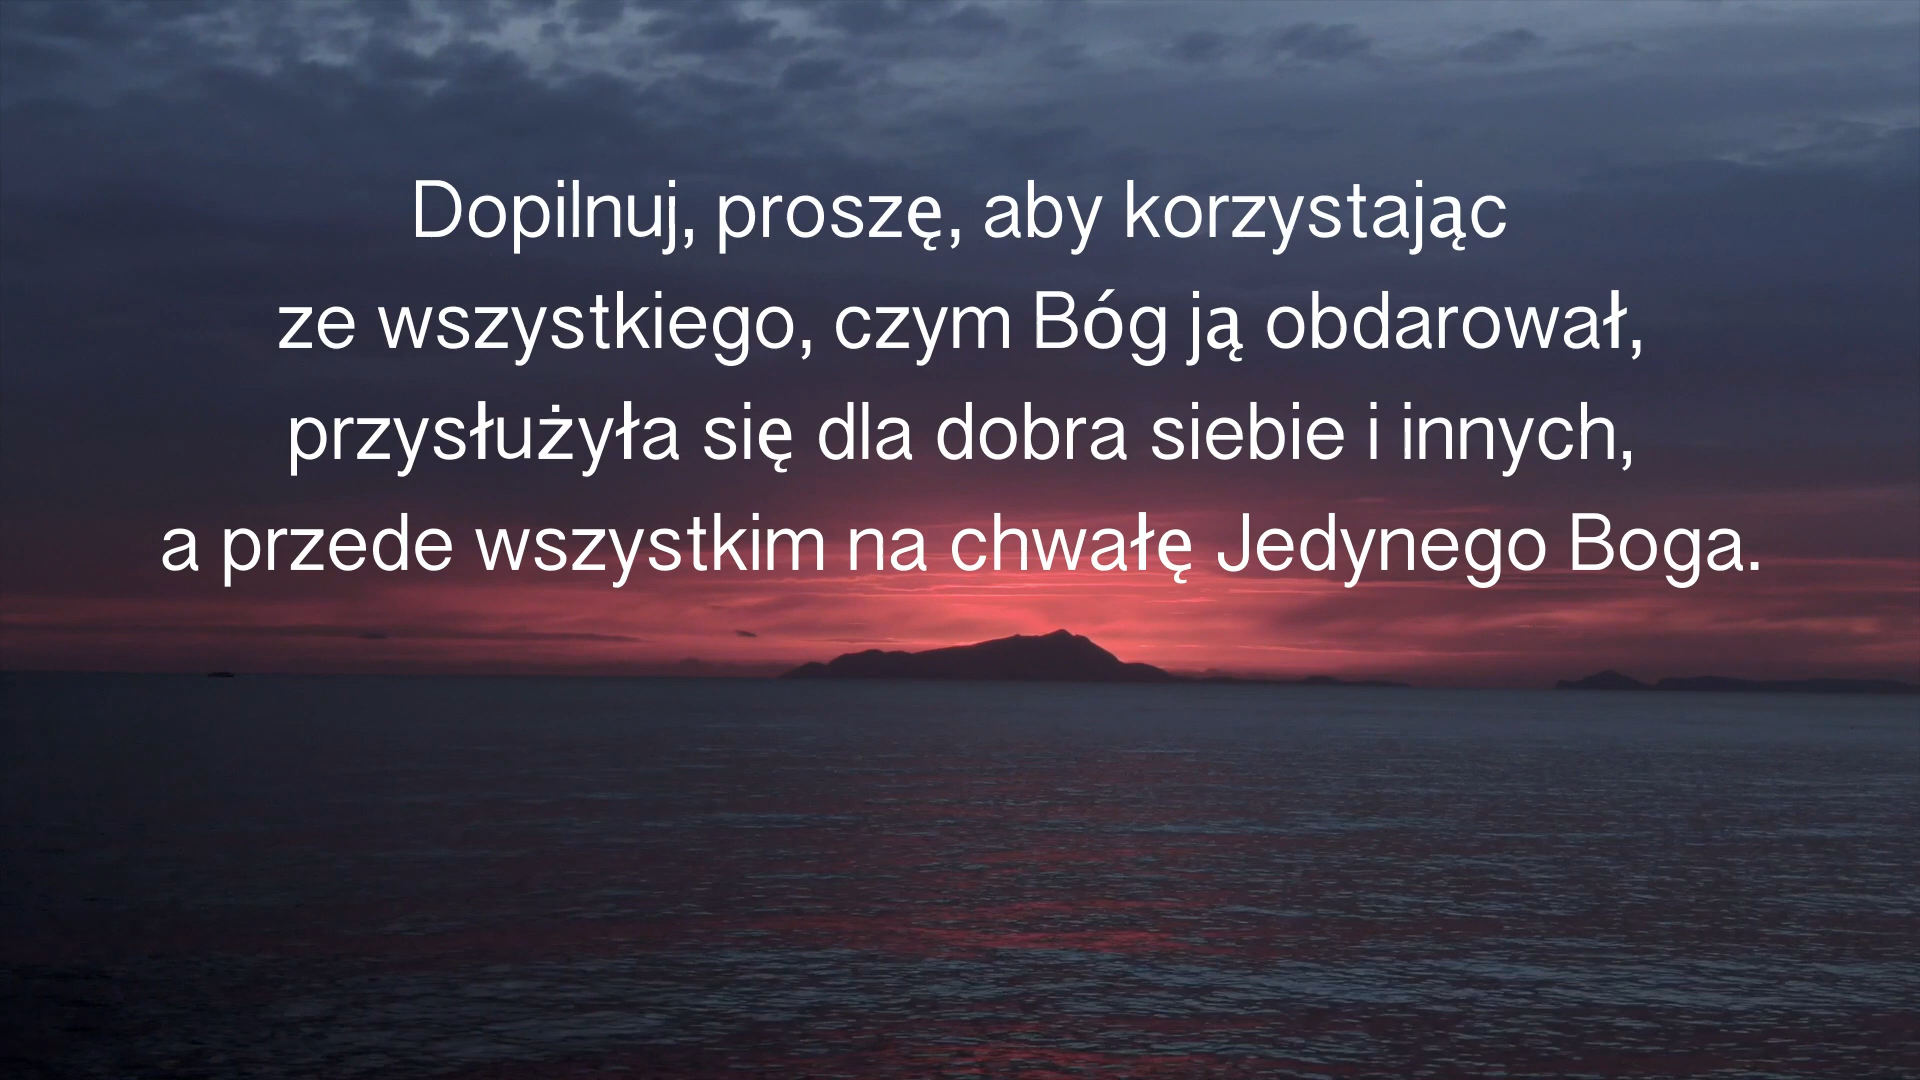 Dopilnuj, proszę, aby korzystając
ze wszystkiego, czym Bóg ją obdarował,
przysłużyła się dla dobra siebie i innych,
a przede wszystkim na chwałę Jedynego Boga.